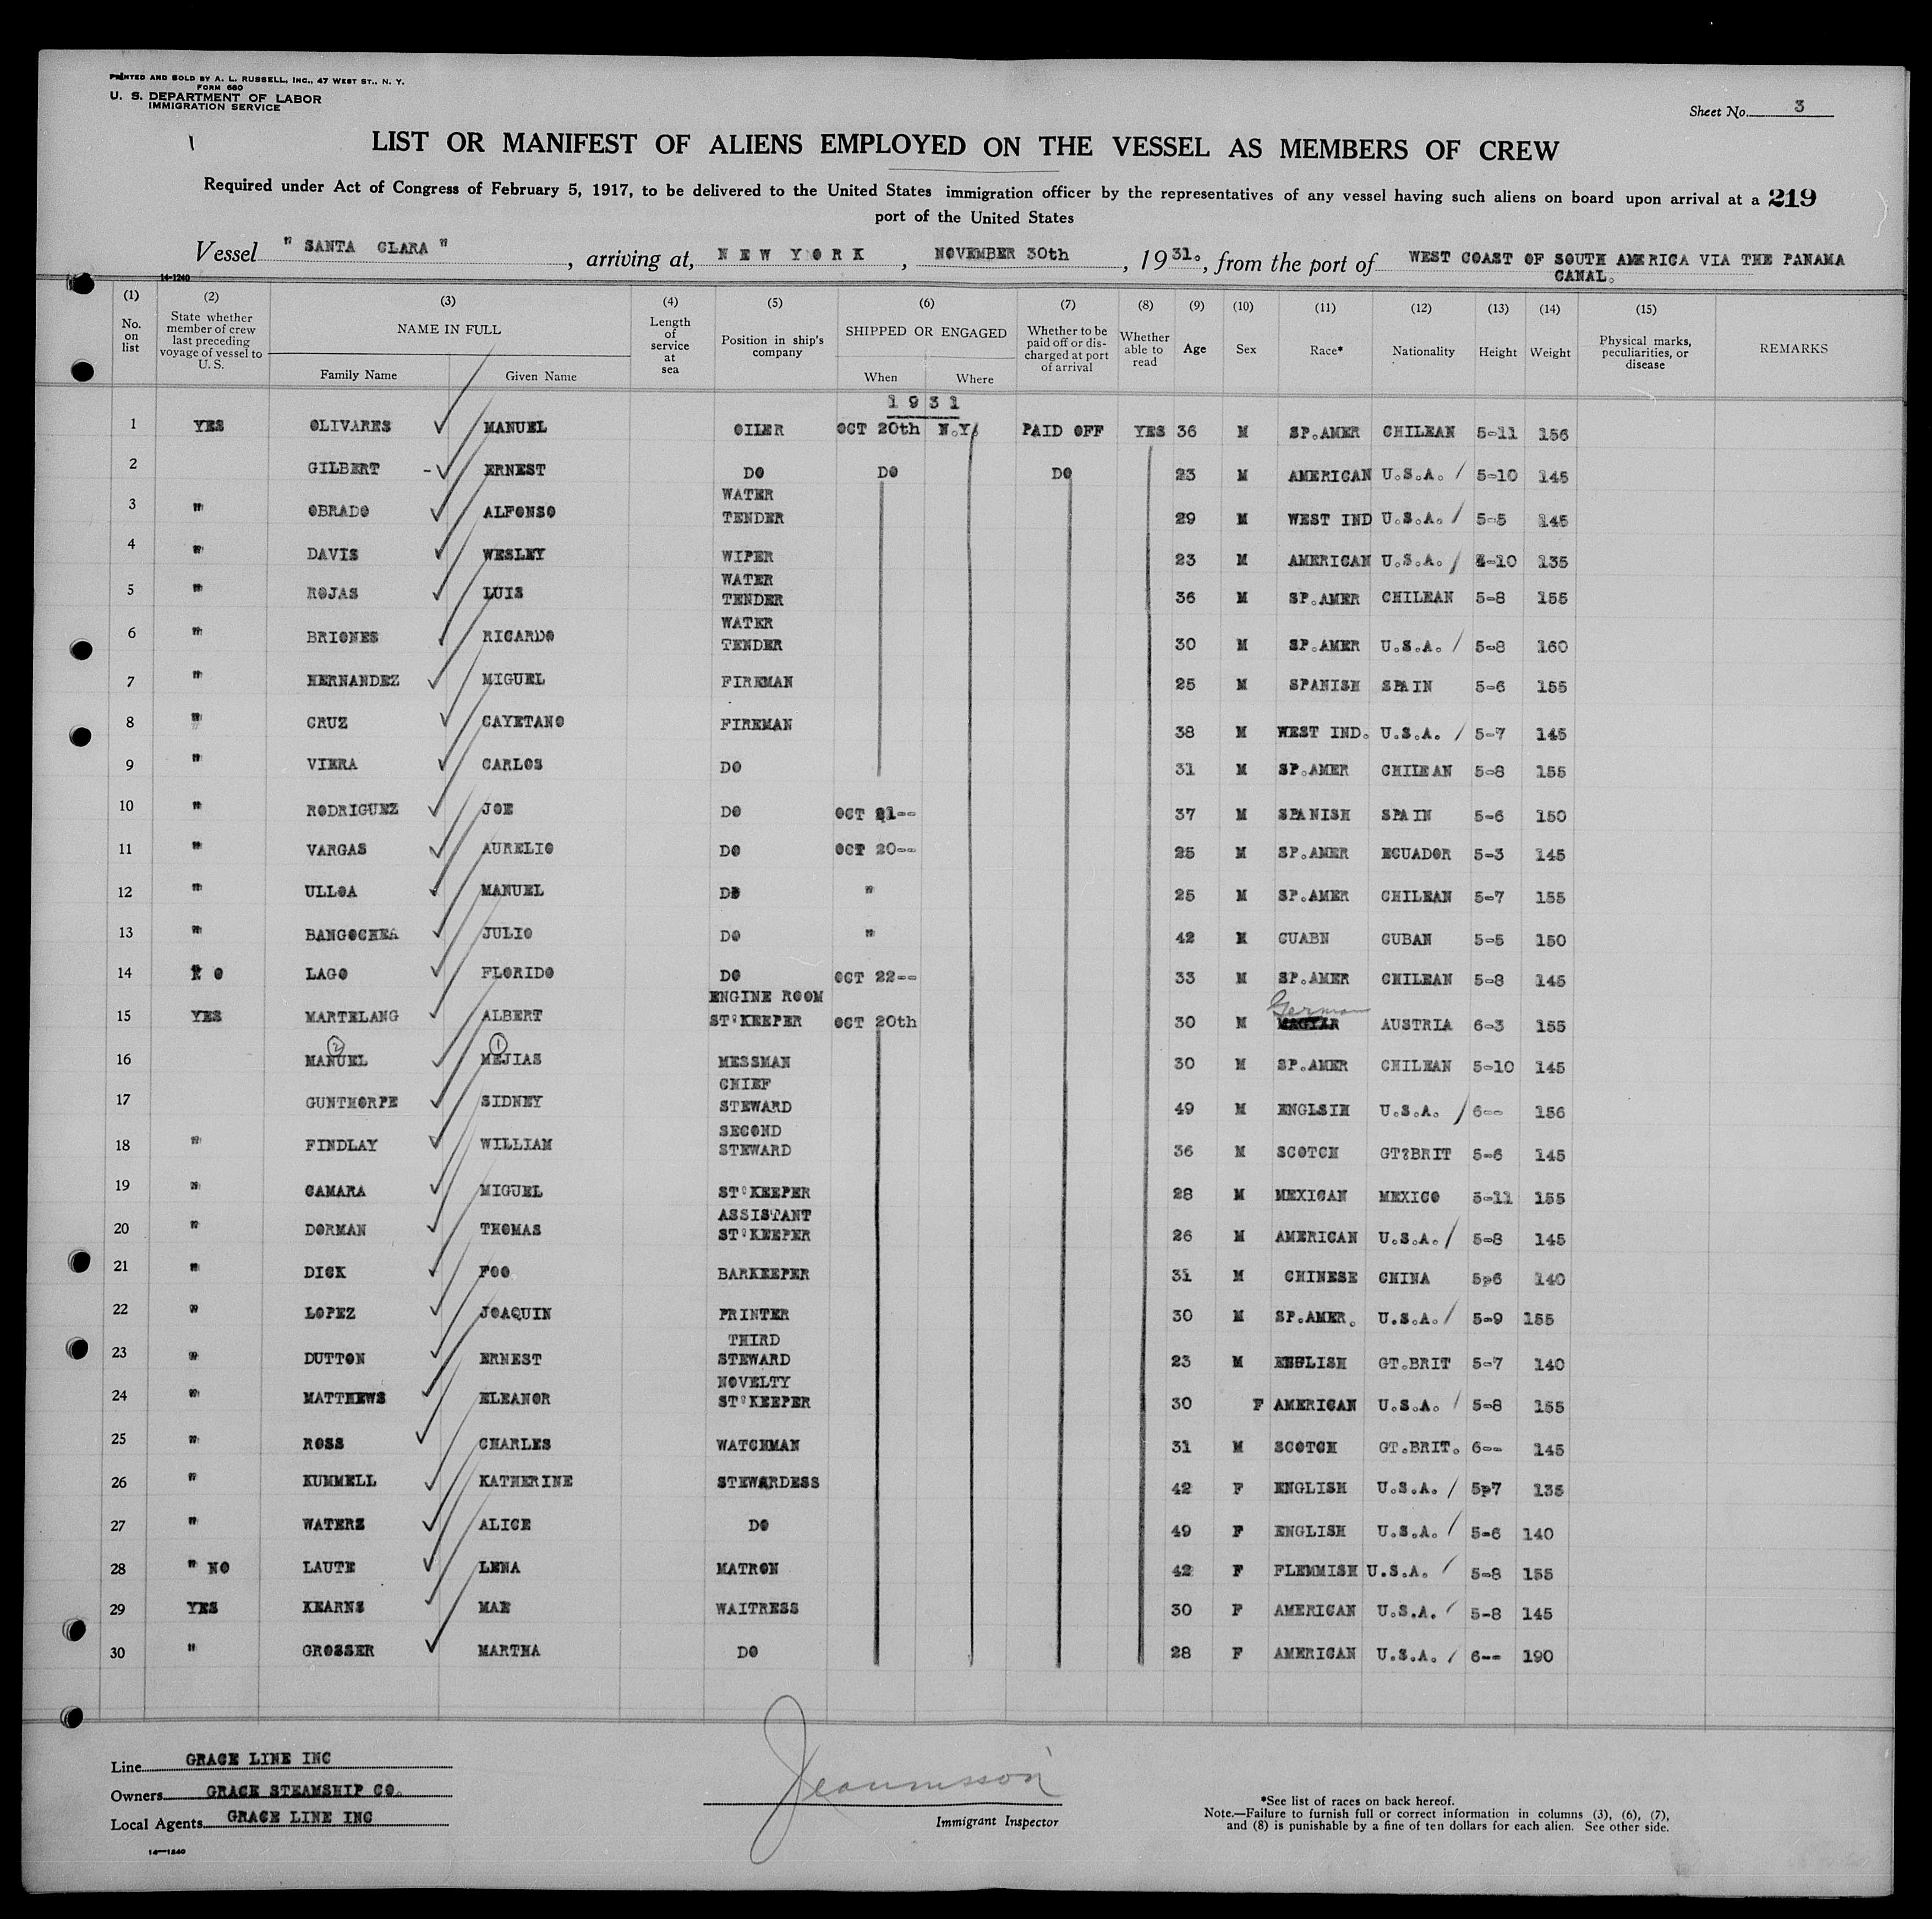 PRINTED AND SOLD BY A. L. RUSSELL, INC., 47 WEST ST., N. Y.
FORM 680
U. S. DEPARTMENT OF LABOR
IMMIGRATION SERVICE
Sheet No. 3
LIST OR MANIFEST OF ALIENS EMPLOYED ON THE VESSEL AS MEMBERS OF CREW
Required under Act of Congress of February 5, 1917, to be delivered to the United States immigration officer by the representatives of any vessel having such aliens on board upon arrival at a 219
port of the United States
Vessel " SANTA CLARA ", arriving at, NEW YORK, NOVEMBER 30th, 1931., from the port of WEST COAST OF SOUTH AMERICA VIA THE PANAMA
CANAL.
14-1240
(1) No. on list (2) State whether member of crew last preceding voyage of vessel to U. S. (3) NAME IN FULL Family Name Given Name (4) Length of service at sea (5) Position in ship's company (6) SHIPPED OR ENGAGED When Where (7) Whether to be paid off or discharged at port of arrival (8) Whether able to read (9) Age (10) Sex (11) Race* (12) Nationality (13) Height (14) Weight (15) Physical marks, peculiarities, or disease REMARKS
1931
1 YES OLIVARES MANUEL OILER OCT 20th N.Y. PAID OFF YES 36 M SP.AMER CHILEAN 5-11 156
2 GILBERT - ERNEST DO DO DO 23 M AMERICAN U.S.A. / 5-10 145
3 " OBRADO ALFONSO WATER TENDER 29 M WEST IND U.S.A. / 5-5 145
4 " DAVIS WESLEY WIPER 23 M AMERICAN U.S.A. / -10 135
5 " ROJAS LUIS WATER TENDER 36 M SP.AMER CHILEAN 5-8 155
6 " BRIONES RICARDO WATER TENDER 30 M SP.AMER U.S.A. / 5-8 160
7 " HERNANDEZ MIGUEL FIREMAN 25 M SPANISH SPAIN 5-6 155
8 " CRUZ CAYETANO FIREMAN 38 M WEST IND. U.S.A. / 5-7 145
9 " VIERA CARLOS DO 31 M SP.AMER CHILEAN 5-8 155
10 " RODRIGUEZ JOE DO OCT 21-- 37 M SPANISH SPAIN 5-6 150
11 " VARGAS AURELIO DO OCT 20-- 25 M SP.AMER ECUADOR 5-3 145
12 " ULLOA MANUEL DO " 25 M SP.AMER CHILEAN 5-7 155
13 " BANGOCHEA JULIO DO " 42 M CUABN CUBAN 5-5 150
14 NO LAGO FLORIDO DO OCT 22-- 33 M SP.AMER CHILEAN 5-8 145
15 YES MARTELANG ALBERT ENGINE ROOM ST'KEEPER OCT 20th 30 M MAGYAR German AUSTRIA 6-3 155
16 MANUEL 2 MEJIAS 1 MESSMAN 30 M SP.AMER CHILEAN 5-10 145
17 GUNTHORPE SIDNEY CHIEF STEWARD 49 M ENGLSIH U.S.A. / 6-- 156
18 " FINDLAY WILLIAM SECOND STEWARD 36 M SCOTCH GT?BRIT 5-6 145
19 " CAMARA MIGUEL ST'KEEPER 28 M MEXICAN MEXICO 5-11 155
20 " DORMAN THOMAS ASSISTANT ST'KEEPER 26 M AMERICAN U.S.A. / 5-8 145
21 " DICK FOO BARKEEPER 31 M CHINESE CHINA 5p6 140
22 " LOPEZ JOAQUIN PRINTER 30 M SP.AMER. U.S.A. / 5-9 155
23 " DUTTON ERNEST THIRD STEWARD 23 M ENGLISH GT.BRIT 5-7 140
24 " MATTHEWS ELEANOR NOVELTY ST'KEEPER 30 F AMERICAN U.S.A. / 5-8 155
25 " ROSS CHARLES WATCHMAN 31 M SCOTCH GT.BRIT. 6-- 145
26 " KUMMELL KATHERINE STEWARDESS 42 F ENGLISH U.S.A. / 5p7 135
27 " WATERS ALICE DO 49 F ENGLISH U.S.A. / 5-6 140
28 " NO LAUTE LENA MATRON 42 F FLEMMISH U.S.A. / 5-8 155
29 YES KEARNS MAE WAITRESS 30 F AMERICAN U.S.A. / 5-8 145
30 " GROSSER MARTHA DO 28 F AMERICAN U.S.A. / 6-- 190
Line GRACE LINE INC
Owners GRACE STEAMSHIP CO.
Local Agents GRACE LINE INC
14-1240
Immigrant Inspector
*See list of races on back hereof.
Note.—Failure to furnish full or correct information in columns (3), (6), (7),
and (8) is punishable by a fine of ten dollars for each alien. See other side.